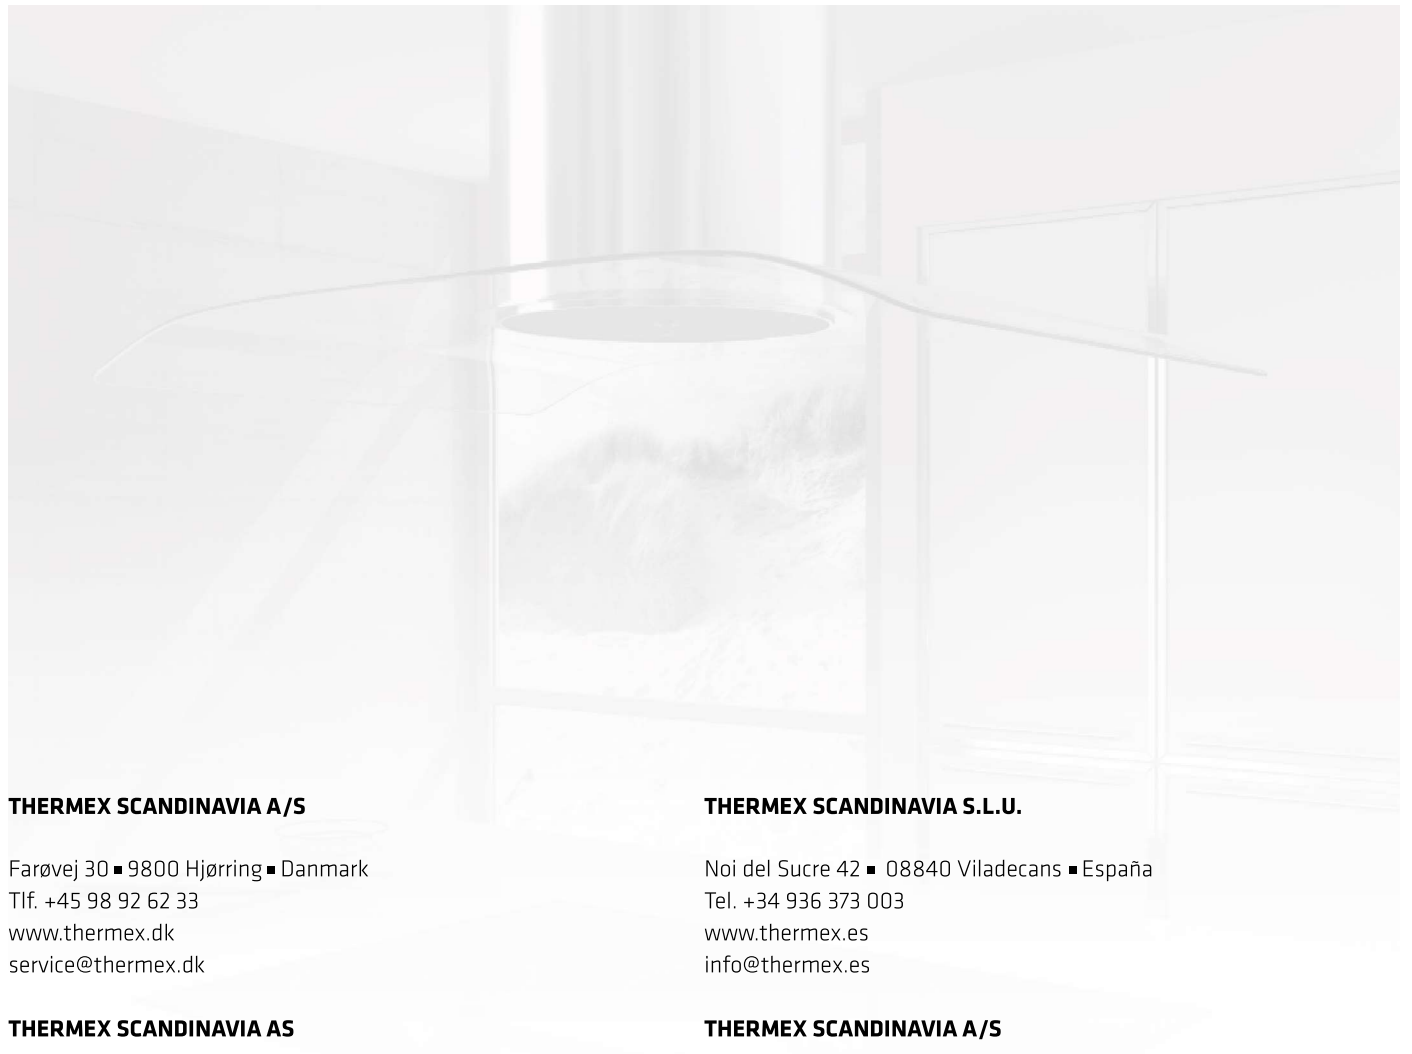 THERMEX SCANDINAVIA A/S
Farøvej 30 ▪ 9800 Hjørring ▪ Danmark
Tlf. +45 98 92 62 33
www.thermex.dk
service@thermex.dk
THERMEX SCANDINAVIA AS
THERMEX SCANDINAVIA S.L.U.
Noi del Sucre 42 ▪ 08840 Viladecans ▪ España
Tel. +34 936 373 003
www.thermex.es
info@thermex.es
THERMEX SCANDINAVIA A/S